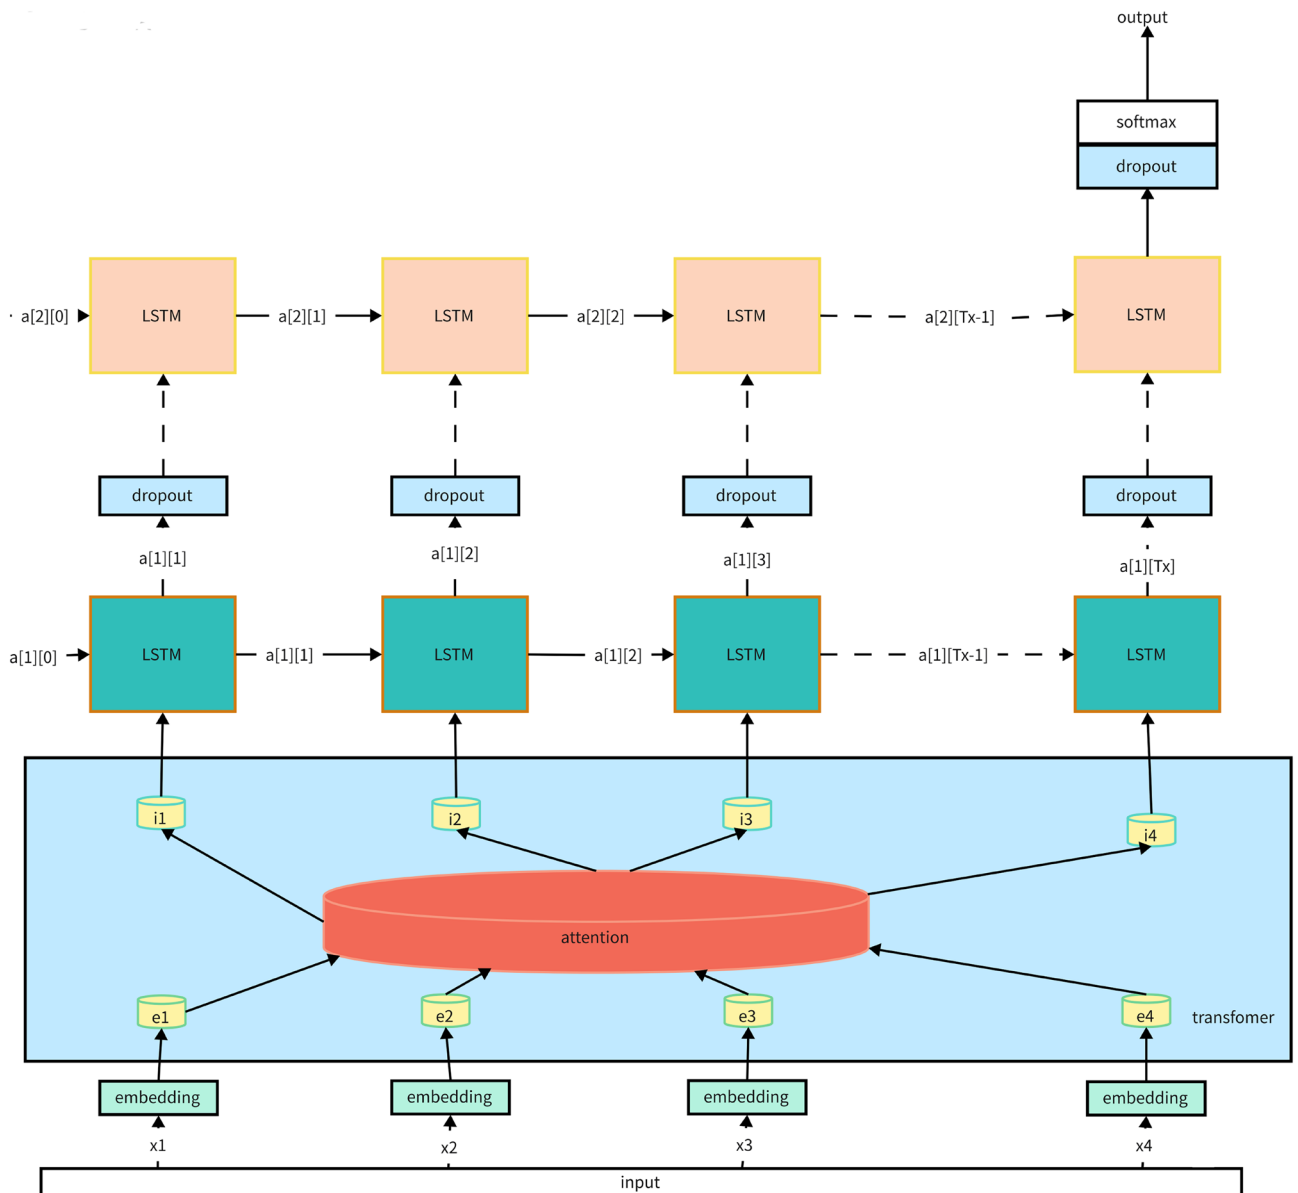 output
softmax
dropout
a[2][0]
LSTM
a[2][1]
LSTM
a[2][2]
LSTM
a[2][Tx-1]
LSTM
dropout
dropout
dropout
dropout
a[1][1]
a[1][2]
a[1][3]
a[1][Tx]
a[1][0]
LSTM
a[1][1]
LSTM
a[1][2]
LSTM
a[1][Tx-1]
LSTM
i1
i2
i3
i4
attention
e1
e2
e3
e4
transfomer
embedding
embedding
embedding
embedding
x1
x2
x3
x4
input